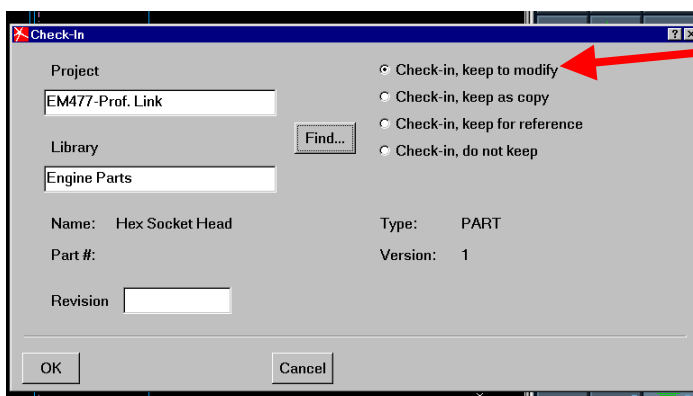 Check-In
Project
EM477-Prof. Link
Library
Engine Parts
Find...
Check-in, keep to modify
Check-in, keep as copy
Check-in, keep for reference
Check-in, do not keep
Name: Hex Socket Head
Type: PART
Part #:
Version: 1
Revision
OK
Cancel